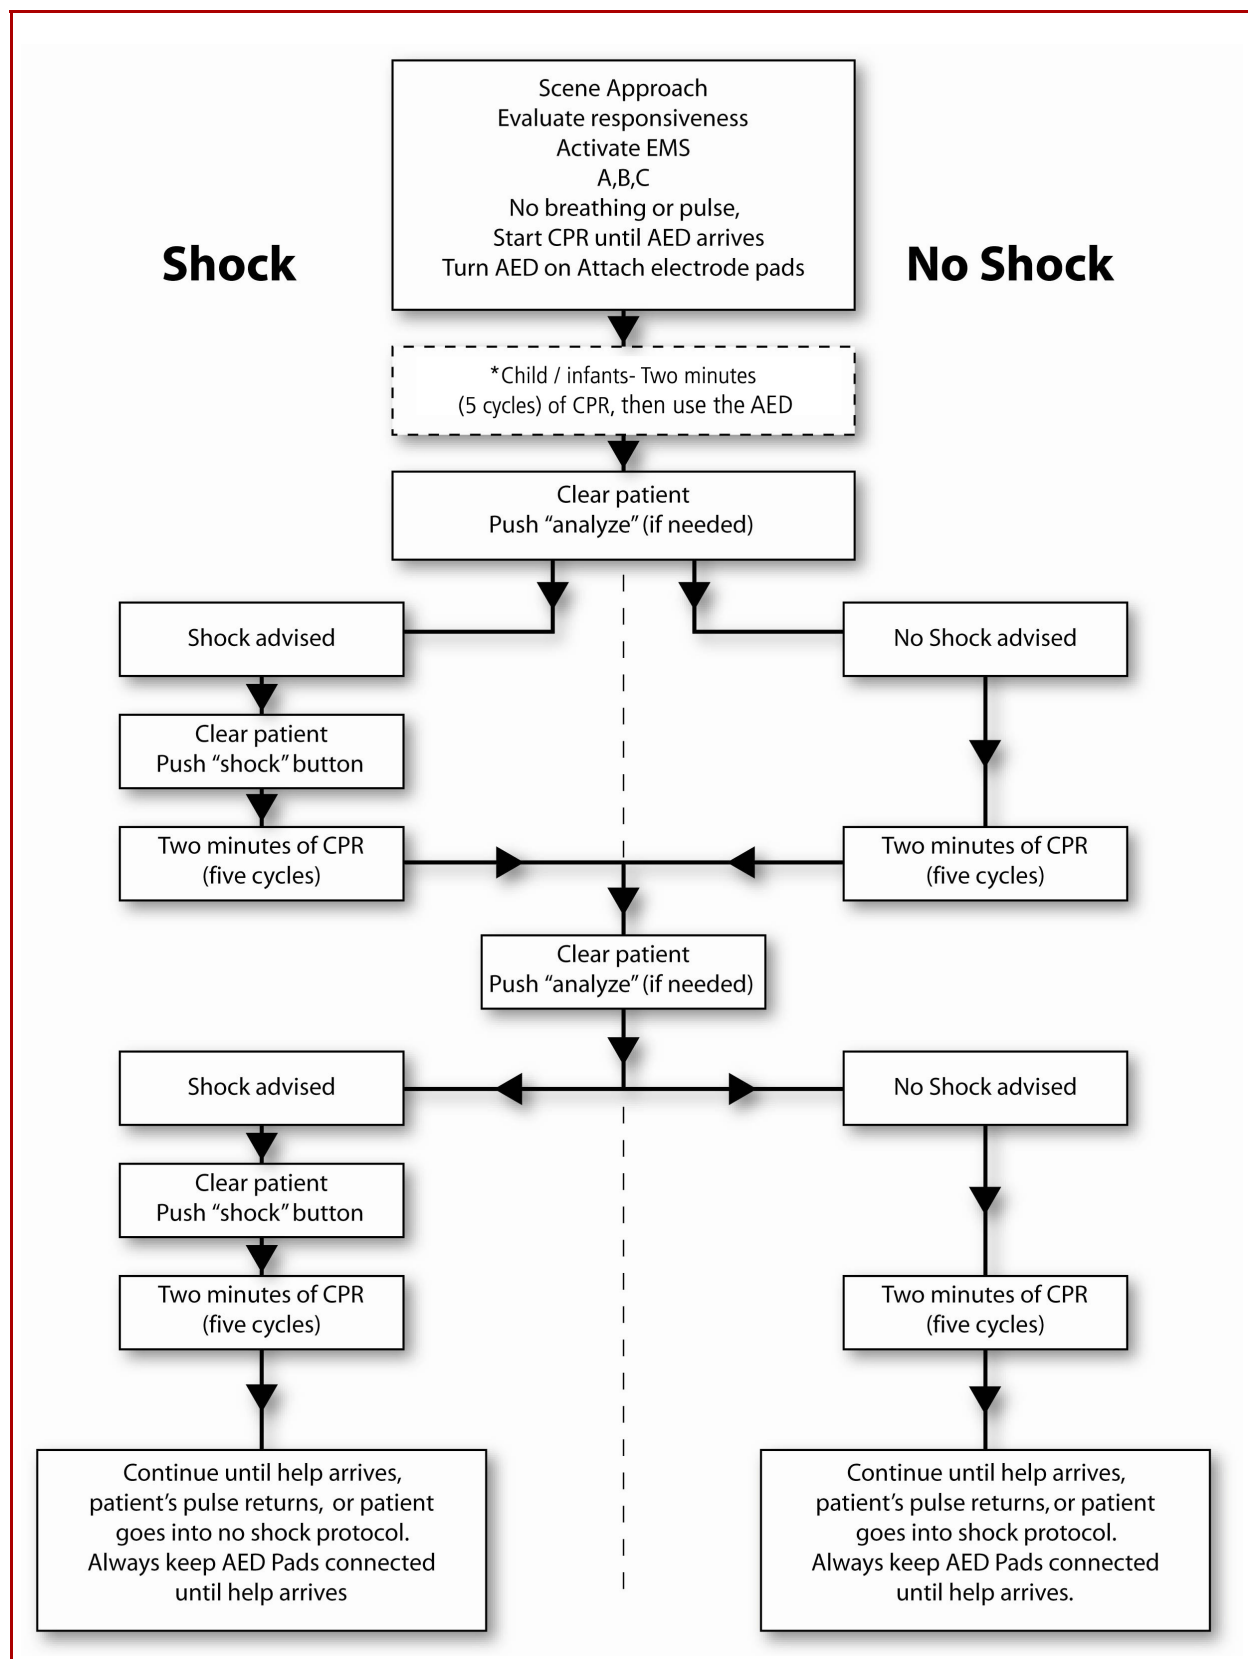 Scene Approach
Evaluate responsiveness
Activate EMS
A,B,C
No breathing or pulse,
Start CPR until AED arrives
Turn AED on Attach electrode pads
Shock
No Shock
*Child / infants- Two minutes
(5 cycles) of CPR, then use the AED
Clear patient
Push “analyze” (if needed)
Shock advised
No Shock advised
Clear patient
Push “shock” button
Two minutes of CPR
(five cycles)
Two minutes of CPR
(five cycles)
Clear patient
Push “analyze” (if needed)
Shock advised
No Shock advised
Clear patient
Push “shock” button
Two minutes of CPR
(five cycles)
Two minutes of CPR
(five cycles)
Continue until help arrives,
patient’s pulse returns, or patient
goes into no shock protocol.
Always keep AED Pads connected
until help arrives
Continue until help arrives,
patient’s pulse returns, or patient
goes into shock protocol.
Always keep AED Pads connected
until help arrives.